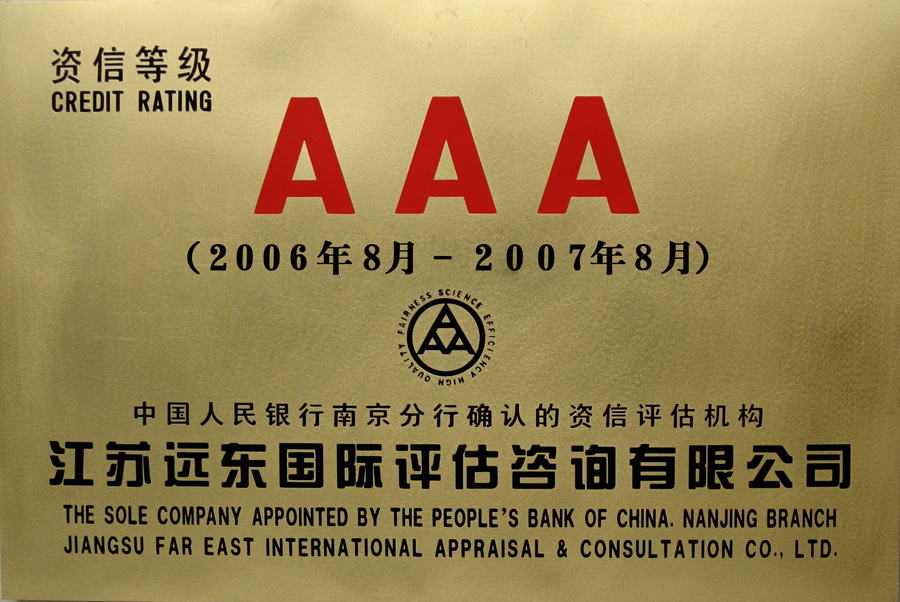 资信等级
CREDIT RATING
AAA
（2006年8月－2007年8月）
FAIRNESS SCIENCE EFFICIENCY HIGH QUALITY
AAA
中国人民银行南京分行确认的资信评估机构
江苏远东国际评估咨询有限公司
THE SOLE COMPANY APPOINTED BY THE PEOPLE'S BANK OF CHINA. NANJING BRANCH
JIANGSU FAR EAST INTERNATIONAL APPRAISAL & CONSULTATION CO., LTD.